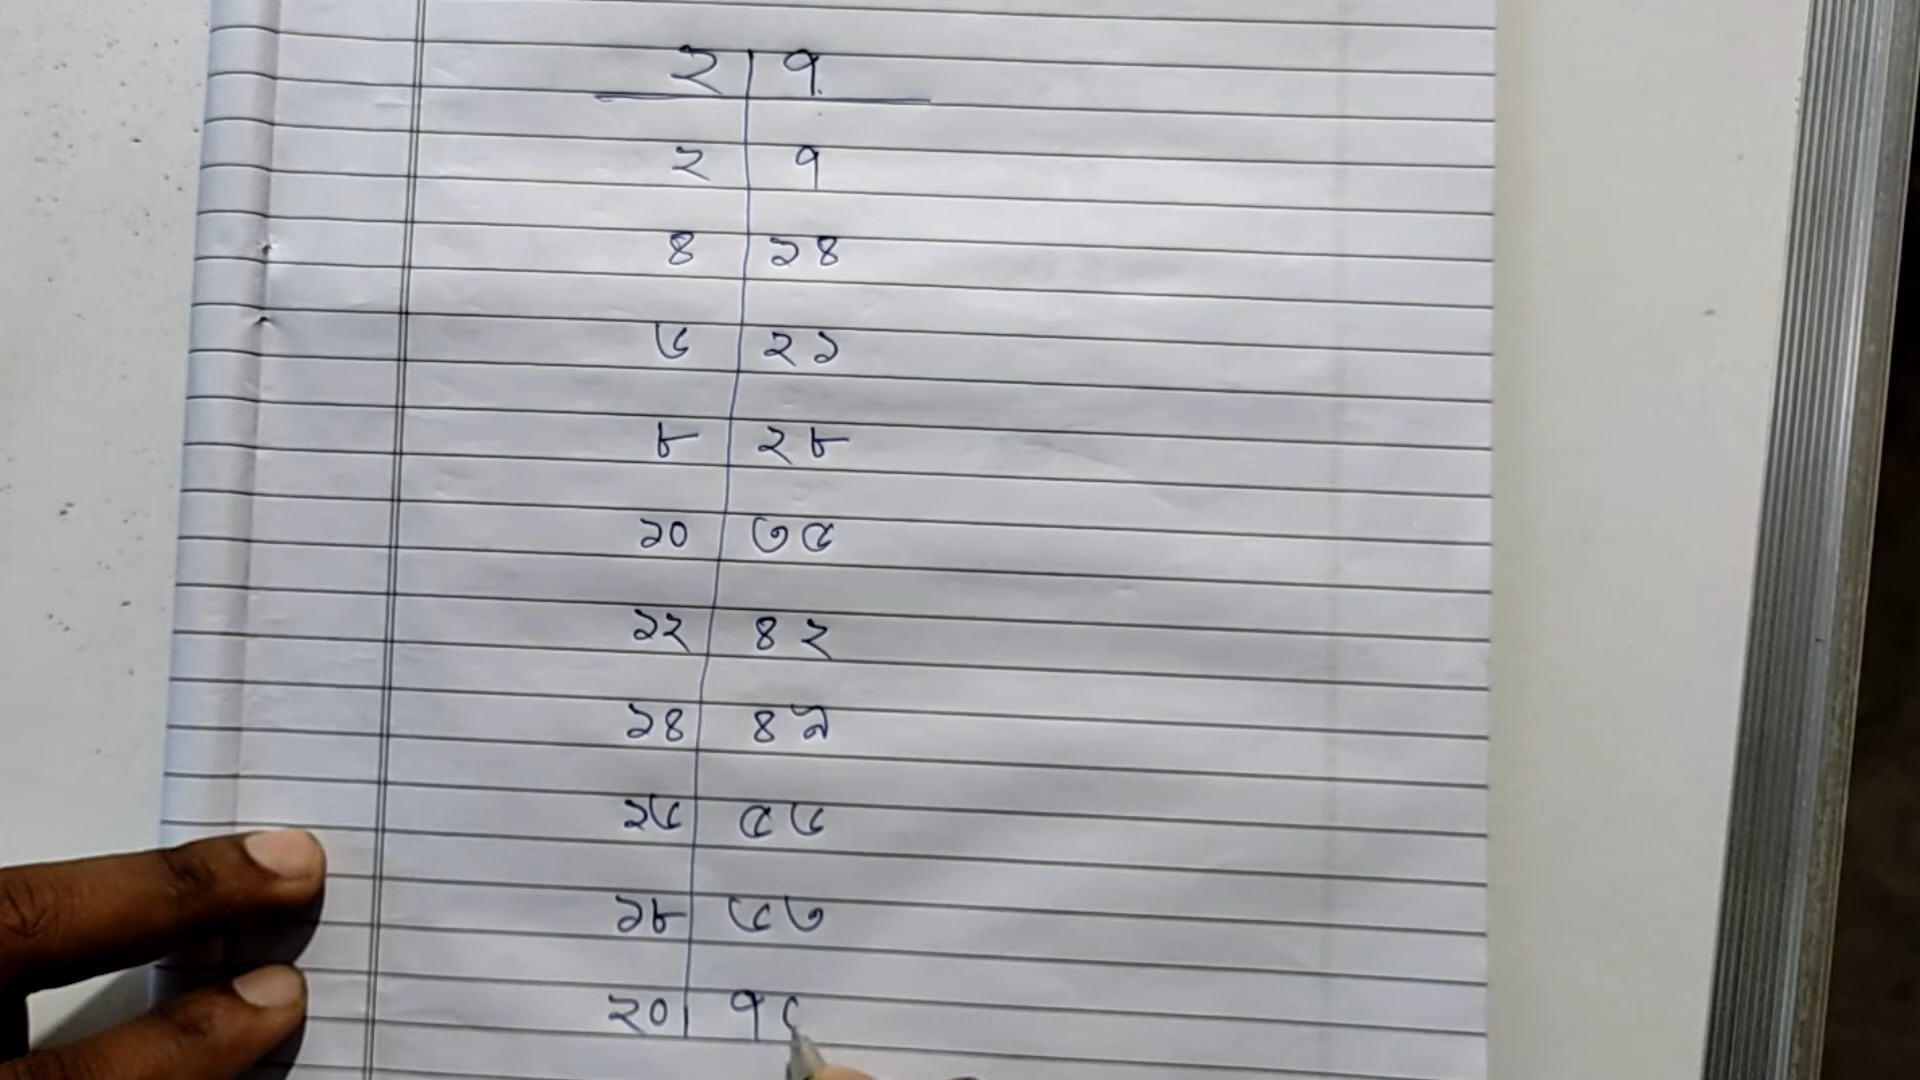 ২ | ৭
২ | ৭
৪ | ১৪
৬ | ২১
৮ | ২৮
১০ | ৩৫
১২ | ৪২
১৪ | ৪৯
১৬ | ৫৬
১৮ | ৬৩
২০ | ৭